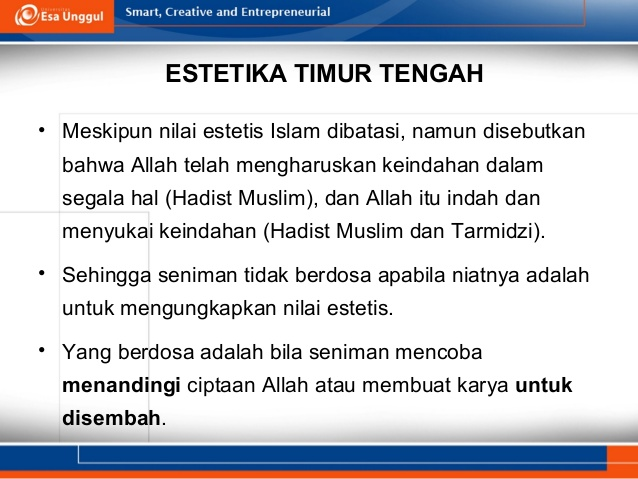 Esa Unggul
Smart, Creative and Entrepreneurial
ESTETIKA TIMUR TENGAH
• Meskipun nilai estetis Islam dibatasi, namun disebutkan
bahwa Allah telah mengharuskan keindahan dalam
segala hal (Hadist Muslim), dan Allah itu indah dan
menyukai keindahan (Hadist Muslim dan Tarmidzi).
• Sehingga seniman tidak berdosa apabila niatnya adalah
untuk mengungkapkan nilai estetis.
• Yang berdosa adalah bila seniman mencoba
menandingi ciptaan Allah atau membuat karya untuk
disembah.